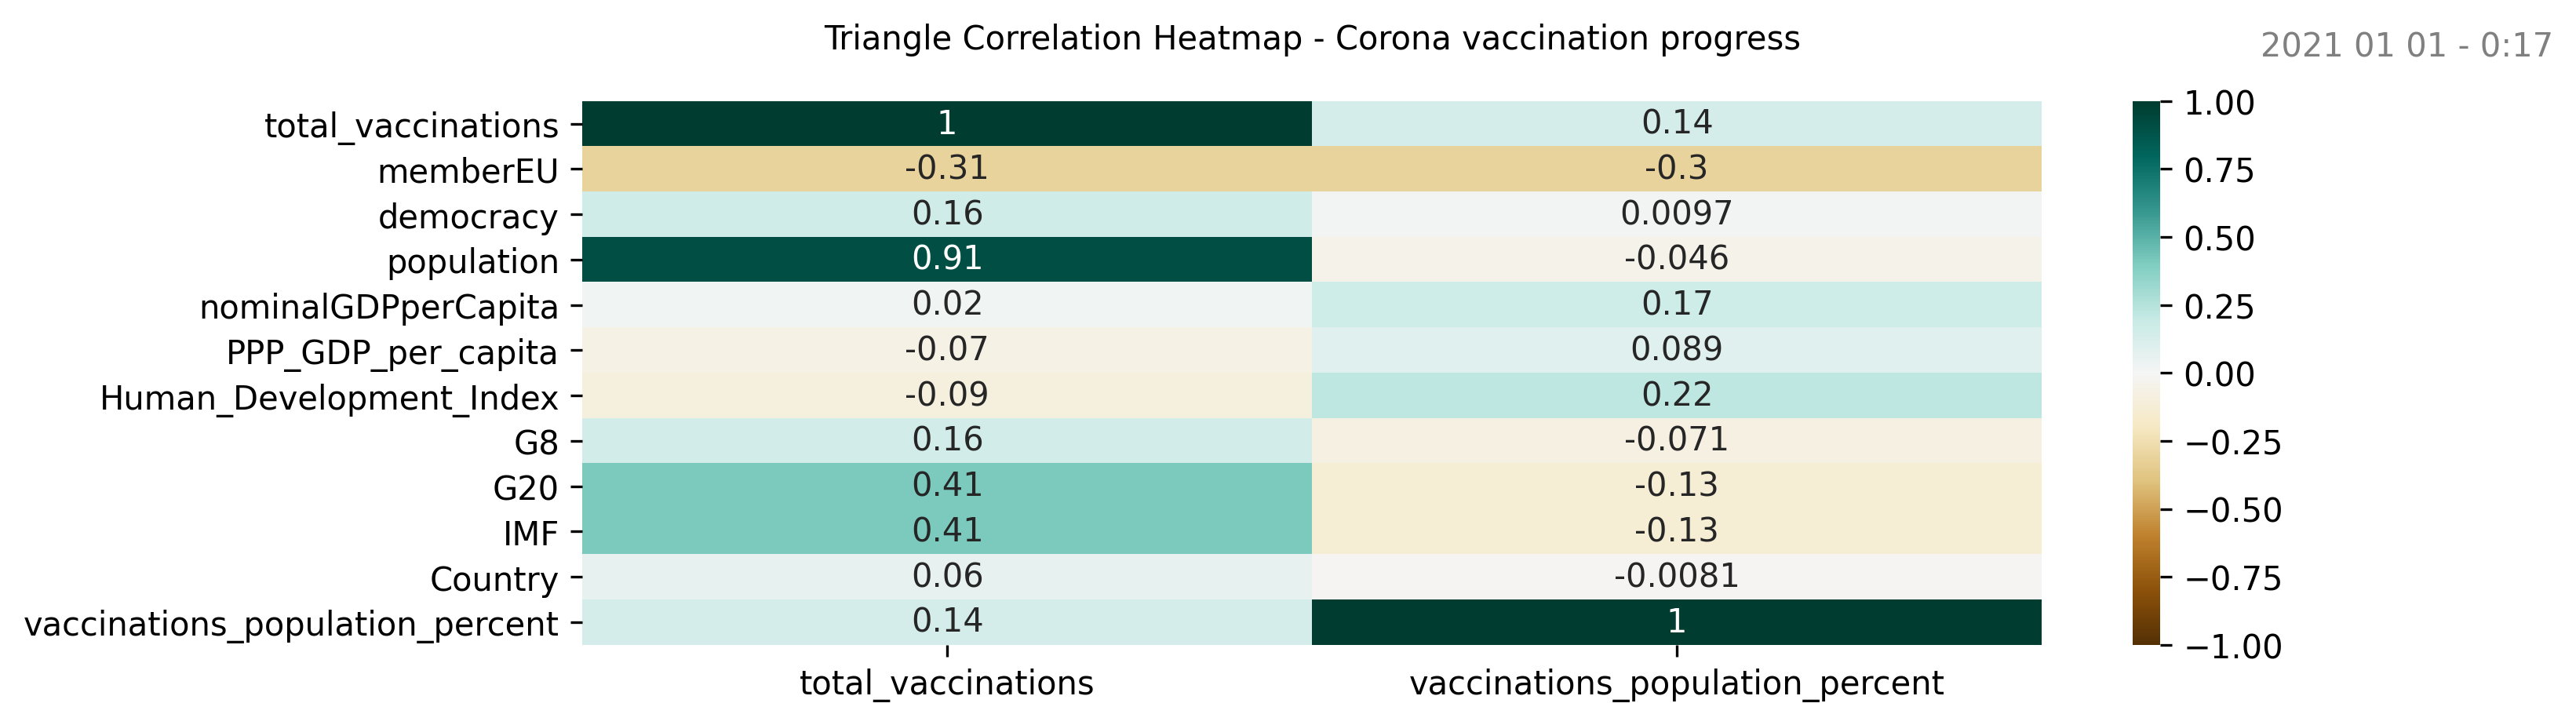 Triangle Correlation Heatmap - Corona vaccination progress
2021 01 01 - 0:17
total_vaccinations 1 0.14
memberEU -0.31 -0.3
democracy 0.16 0.0097
population 0.91 -0.046
nominalGDPperCapita 0.02 0.17
PPP_GDP_per_capita -0.07 0.089
Human_Development_Index -0.09 0.22
G8 0.16 -0.071
G20 0.41 -0.13
IMF 0.41 -0.13
Country 0.06 -0.0081
vaccinations_population_percent 0.14 1
total_vaccinations vaccinations_population_percent
1.00
0.75
0.50
0.25
0.00
−0.25
−0.50
−0.75
−1.00